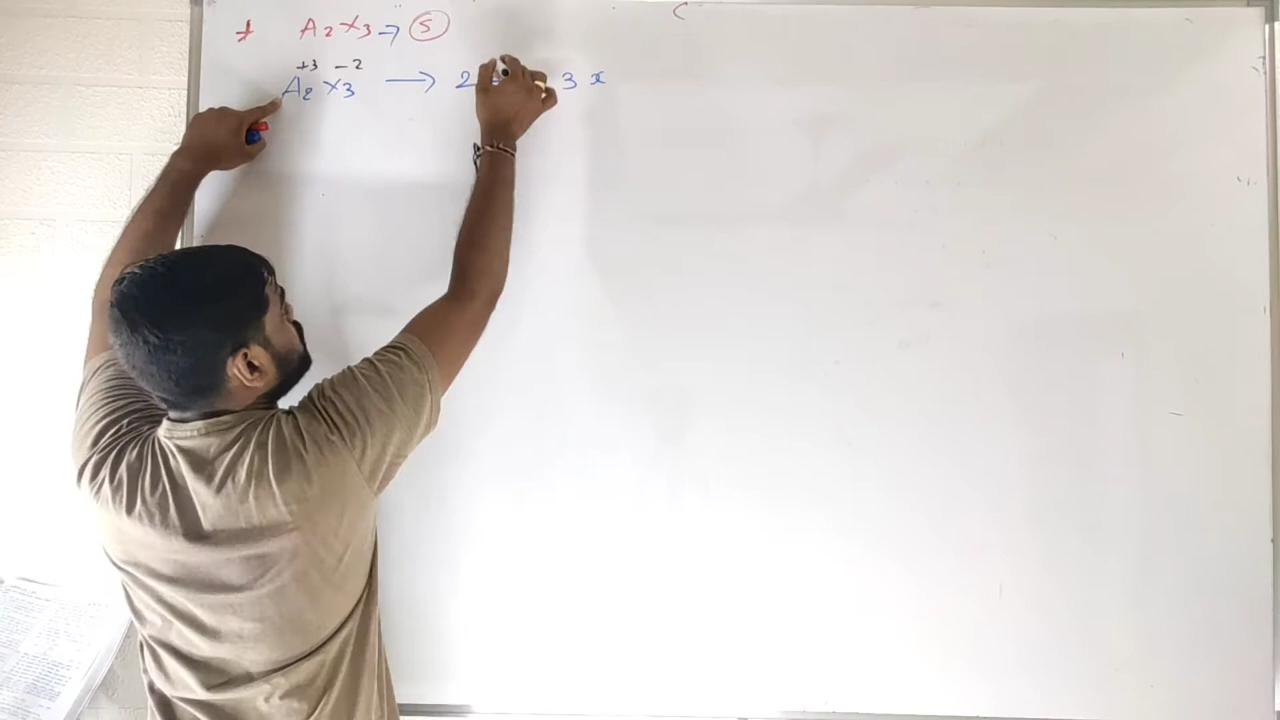 + A₂X₃ → (5)
+3 -2
A₂X₃ → 2 3 x